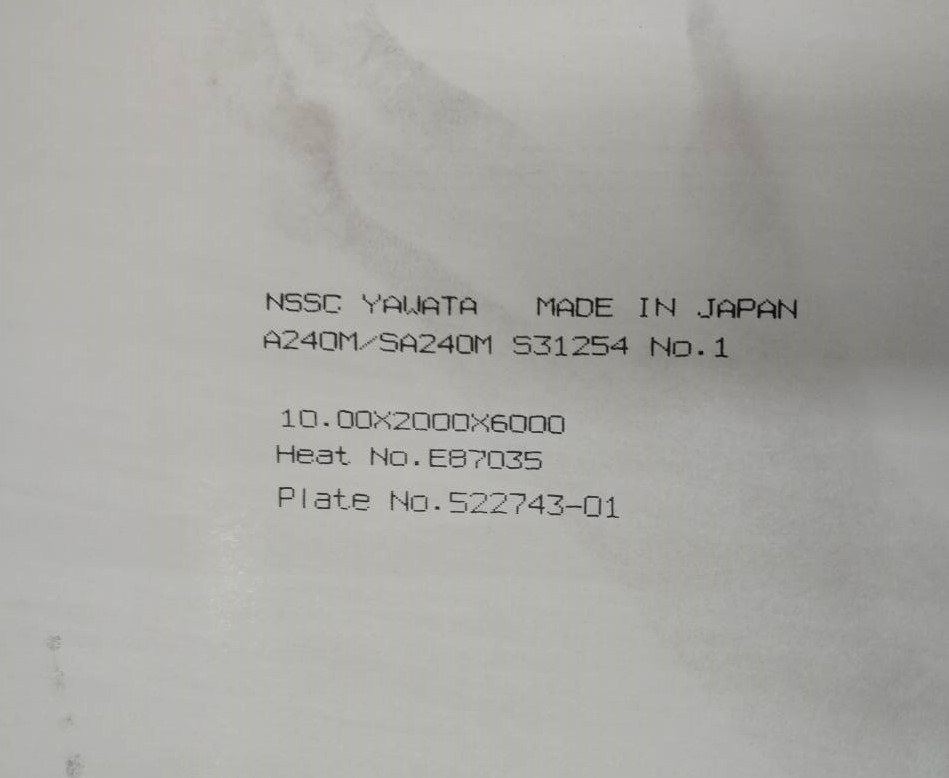 NSSC YAWATA MADE IN JAPAN
A240M/SA240M S31254 No.1
10.00X2000X6000
Heat No.E87035
Plate No.522743-01